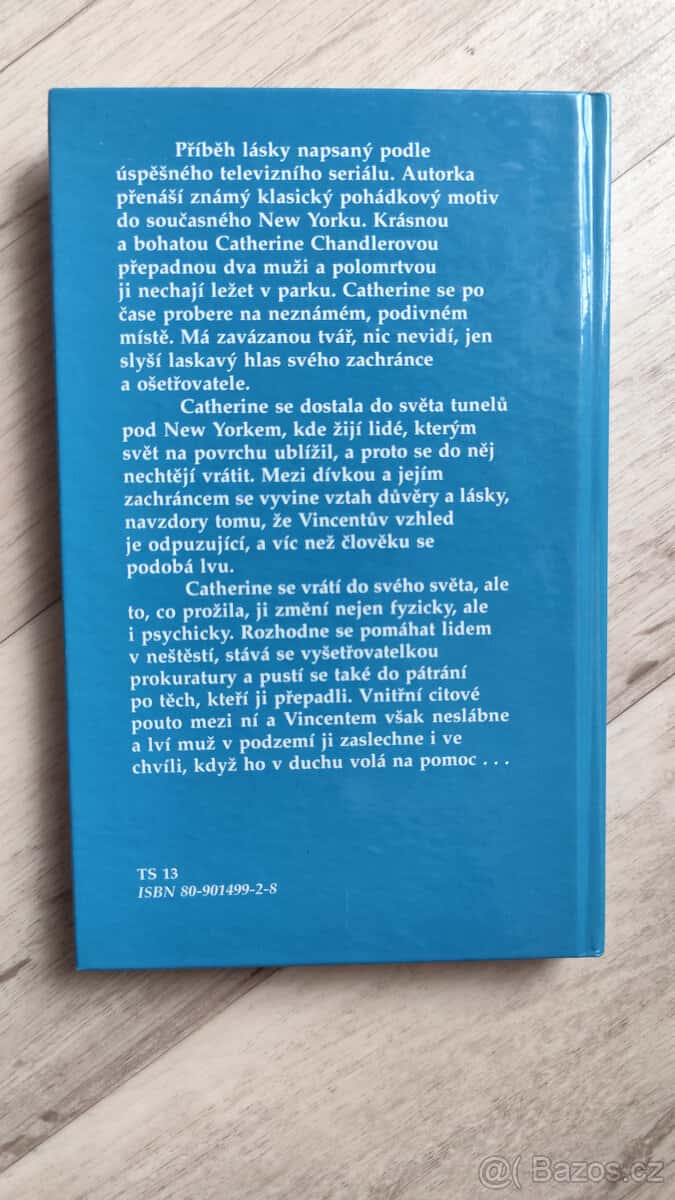 Příběh lásky napsaný podle
úspěšného televizního seriálu. Autorka
přenáší známý klasický pohádkový motiv
do současného New Yorku. Krásnou
a bohatou Catherine Chandlerovou
přepadnou dva muži a polomrtvou
ji nechají ležet v parku. Catherine se po
čase probere na neznámém, podivném
místě. Má zavázanou tvář, nic nevidí, jen
slyší laskavý hlas svého zachránce
a ošetřovatele.
Catherine se dostala do světa tunelů
pod New Yorkem, kde žijí lidé, kterým
svět na povrchu ublížil, a proto se do něj
nechtějí vrátit. Mezi dívkou a jejím
zachráncem se vyvine vztah důvěry a lásky,
navzdory tomu, že Vincentův vzhled
je odpuzující, a víc než člověku se
podobá lvu.
Catherine se vrátí do svého světa, ale
to, co prožila, ji změní nejen fyzicky, ale
i psychicky. Rozhodne se pomáhat lidem
v neštěstí, stává se vyšetřovatelkou
prokuratury a pustí se také do pátrání
po těch, kteří ji přepadli. Vnitřní citové
pouto mezi ní a Vincentem však neslábne
a lví muž v podzemí ji zaslechne i ve
chvíli, když ho v duchu volá na pomoc . . .
TS 13
ISBN 80-901499-2-8
@( Bazos.cz